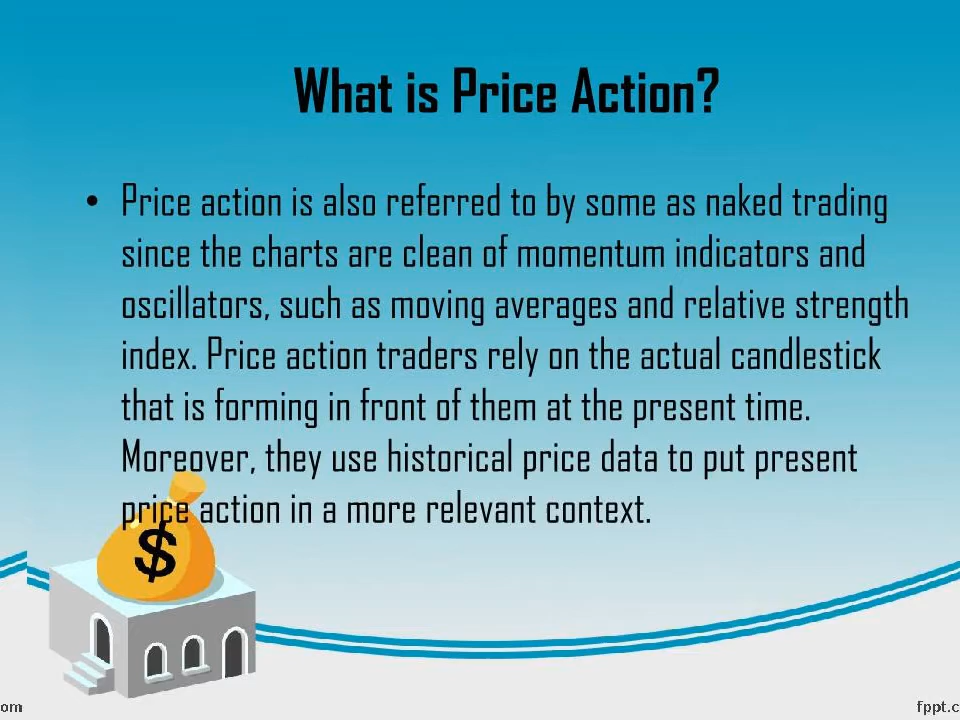 What is Price Action?
• Price action is also referred to by some as naked trading
since the charts are clean of momentum indicators and
oscillators, such as moving averages and relative strength
index. Price action traders rely on the actual candlestick
that is forming in front of them at the present time.
Moreover, they use historical price data to put present
price action in a more relevant context.
$
om
fppt.c